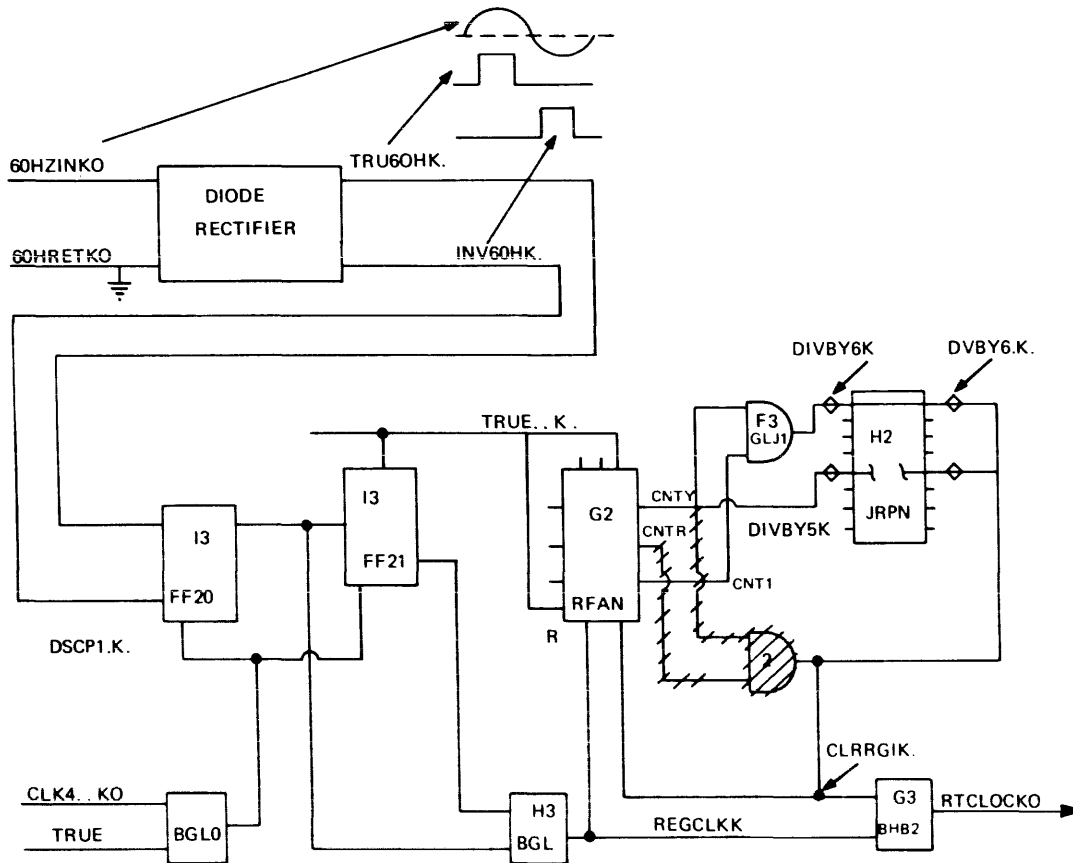 60HZINKO
TRU60HK.
DIODE
RECTIFIER
60HRETKO
INV60HK.
DIVBY6K
DVBY6.K.
TRUE..K.
F3
GLJ1
H2
JRPN
I3
FF20
I3
FF21
G2
RFAN
CNTY
CNTR
DIVBY5K
CNT1
R
DSCP1.K.
2
CLRRGIK.
CLK4..KO
TRUE
BGL0
H3
BGL
REGCLKK
G3
BHB2
RTCLOCKO